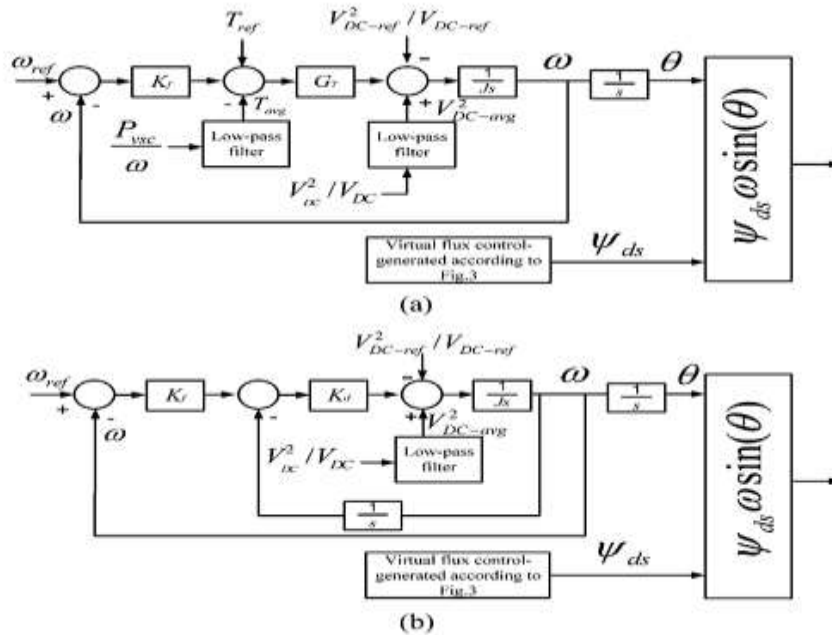 T_ref
V²_DC-ref / V_DC-ref
ω_ref
+
-
K_f
-
G_T
-
+
1/Js
ω
1/s
θ
ω
T_avg
V²_DC-avg
P_vsc / ω
Low-pass
filter
Low-pass
filter
V²_DC / V_DC
Virtual flux control-
generated according to
Fig.3
ψ_ds
ψ_ds ω sin(θ)
(a)
V²_DC-ref / V_DC-ref
ω_ref
+
-
K_f
-
K_d
-
+
1/Js
ω
1/s
θ
ω
V²_DC-avg
V²_DC / V_DC
Low-pass
filter
1/s
Virtual flux control-
generated according to
Fig.3
ψ_ds
ψ_ds ω sin(θ)
(b)